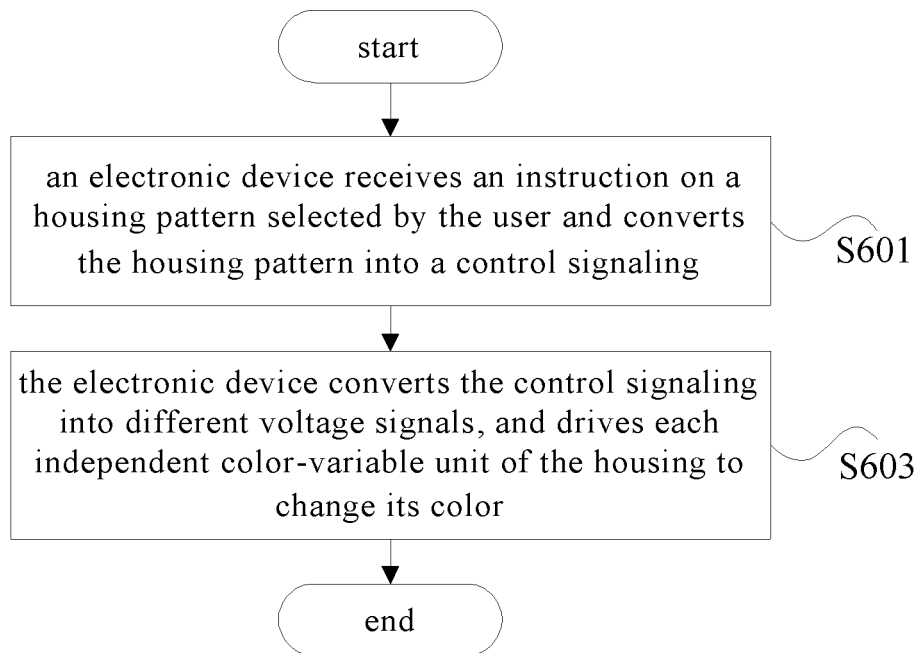 start
an electronic device receives an instruction on a
housing pattern selected by the user and converts
the housing pattern into a control signaling
S601
the electronic device converts the control signaling
into different voltage signals, and drives each
independent color-variable unit of the housing to
change its color
S603
end